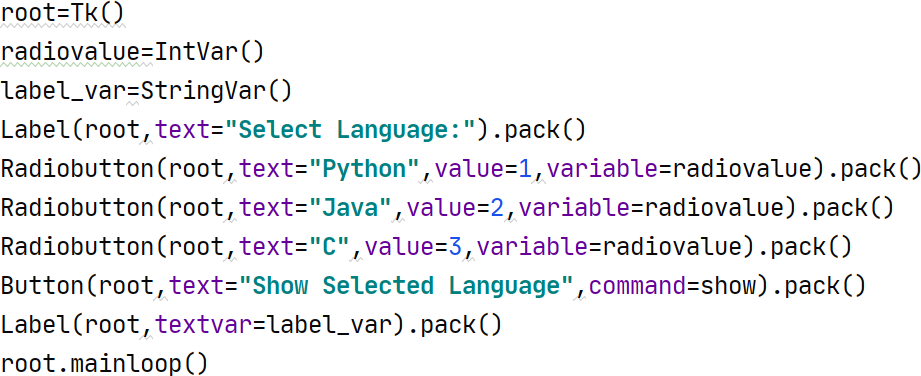 root=Tk()
radiovalue=IntVar()
label_var=StringVar()
Label(root,text="Select Language:").pack()
Radiobutton(root,text="Python",value=1,variable=radiovalue).pack()
Radiobutton(root,text="Java",value=2,variable=radiovalue).pack()
Radiobutton(root,text="C",value=3,variable=radiovalue).pack()
Button(root,text="Show Selected Language",command=show).pack()
Label(root,textvar=label_var).pack()
root.mainloop()